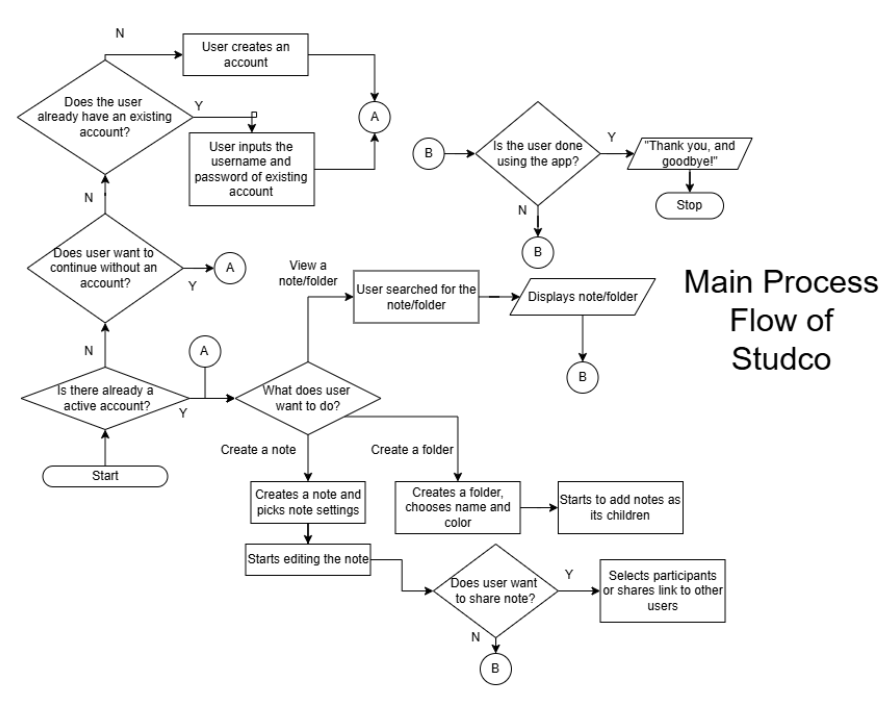 N
User creates an
account
Does the user
already have an existing
account?
Y
A
User inputs the
username and
password of existing
account
B
Is the user done
using the app?
Y
"Thank you, and
goodbye!"
Stop
N
B
N
Does user want to
continue without an
account?
Y
A
View a
note/folder
User searched for the
note/folder
Displays note/folder
B
Main Process
Flow of
Studco
N
A
Is there already a
active account?
Y
What does user
want to do?
Start
Create a note
Create a folder
Creates a note and
picks note settings
Creates a folder,
chooses name and
color
Starts to add notes as
its children
Starts editing the note
Does user want
to share note?
Y
Selects participants
or shares link to other
users
N
B